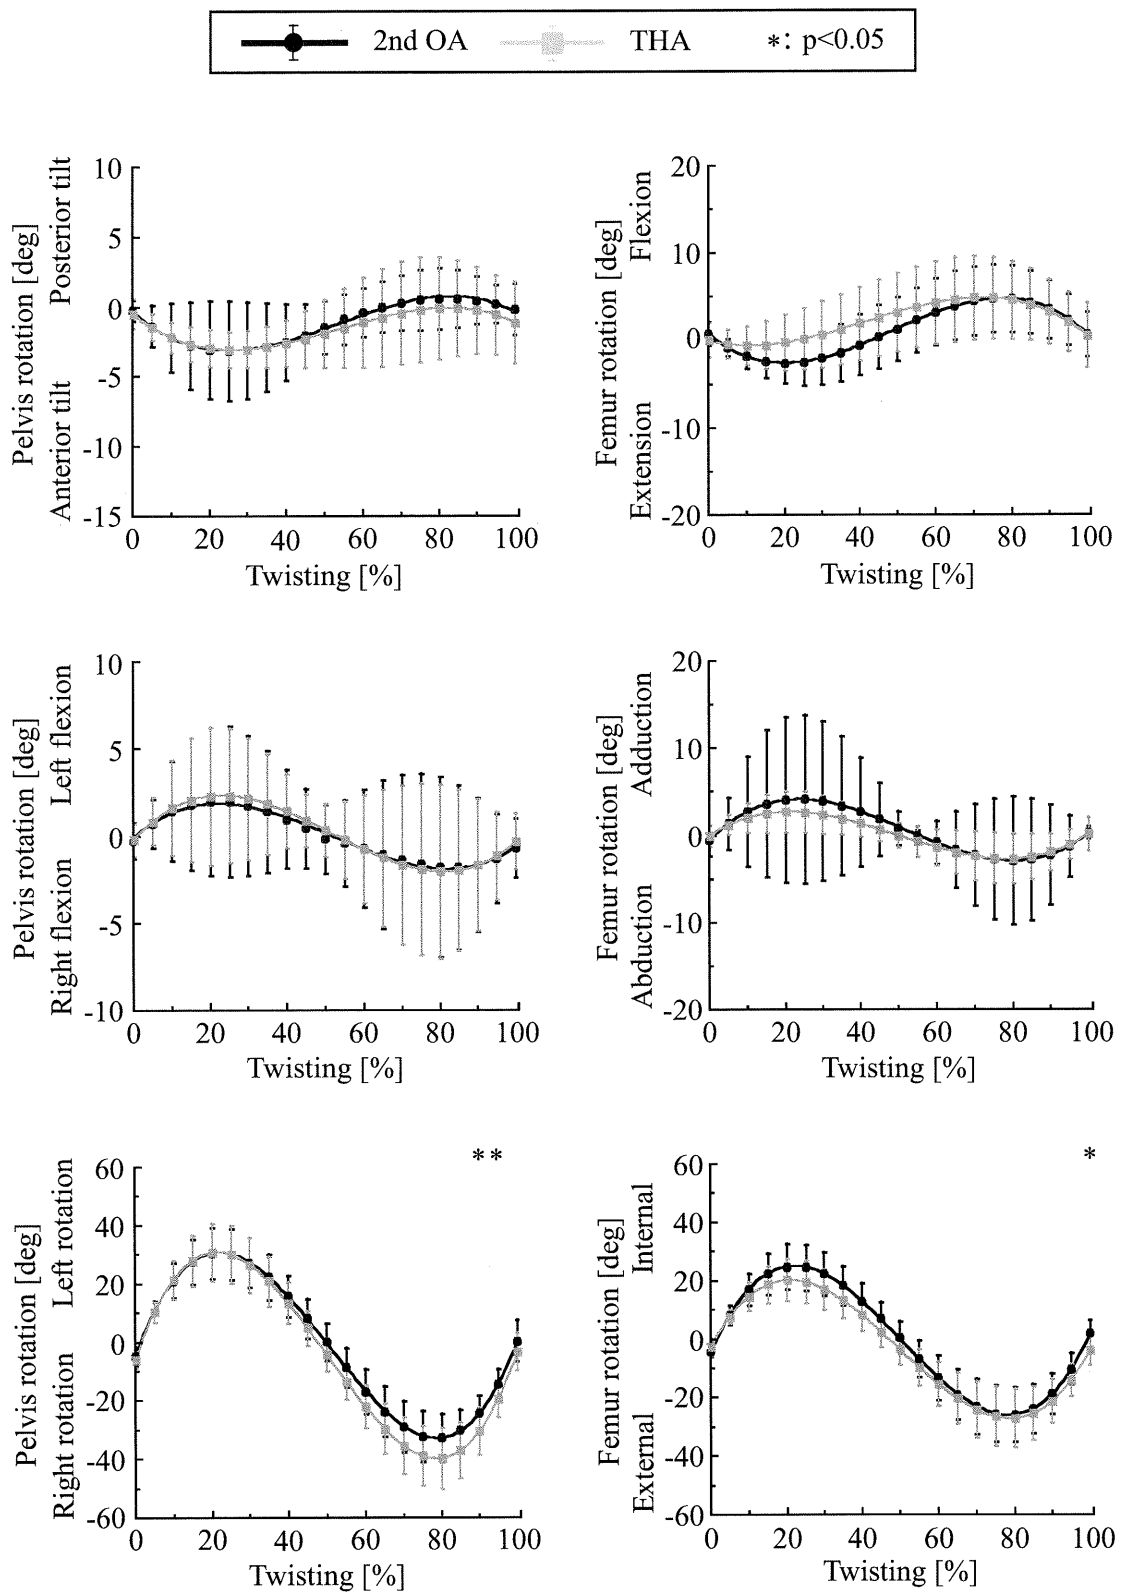 2nd OA THA *: p<0.05
Pelvis rotation [deg]
Anterior tilt Posterior tilt
10
5
0
-5
-10
-15
0 20 40 60 80 100
Twisting [%]
Femur rotation [deg]
Extension Flexion
20
10
0
-10
-20
0 20 40 60 80 100
Twisting [%]
Pelvis rotation [deg]
Right flexion Left flexion
10
5
0
-5
-10
0 20 40 60 80 100
Twisting [%]
Femur rotation [deg]
Abduction Adduction
20
10
0
-10
-20
0 20 40 60 80 100
Twisting [%]
Pelvis rotation [deg]
Right rotation Left rotation
**
60
40
20
0
-20
-40
-60
0 20 40 60 80 100
Twisting [%]
Femur rotation [deg]
External Internal
*
60
40
20
0
-20
-40
-60
0 20 40 60 80 100
Twisting [%]